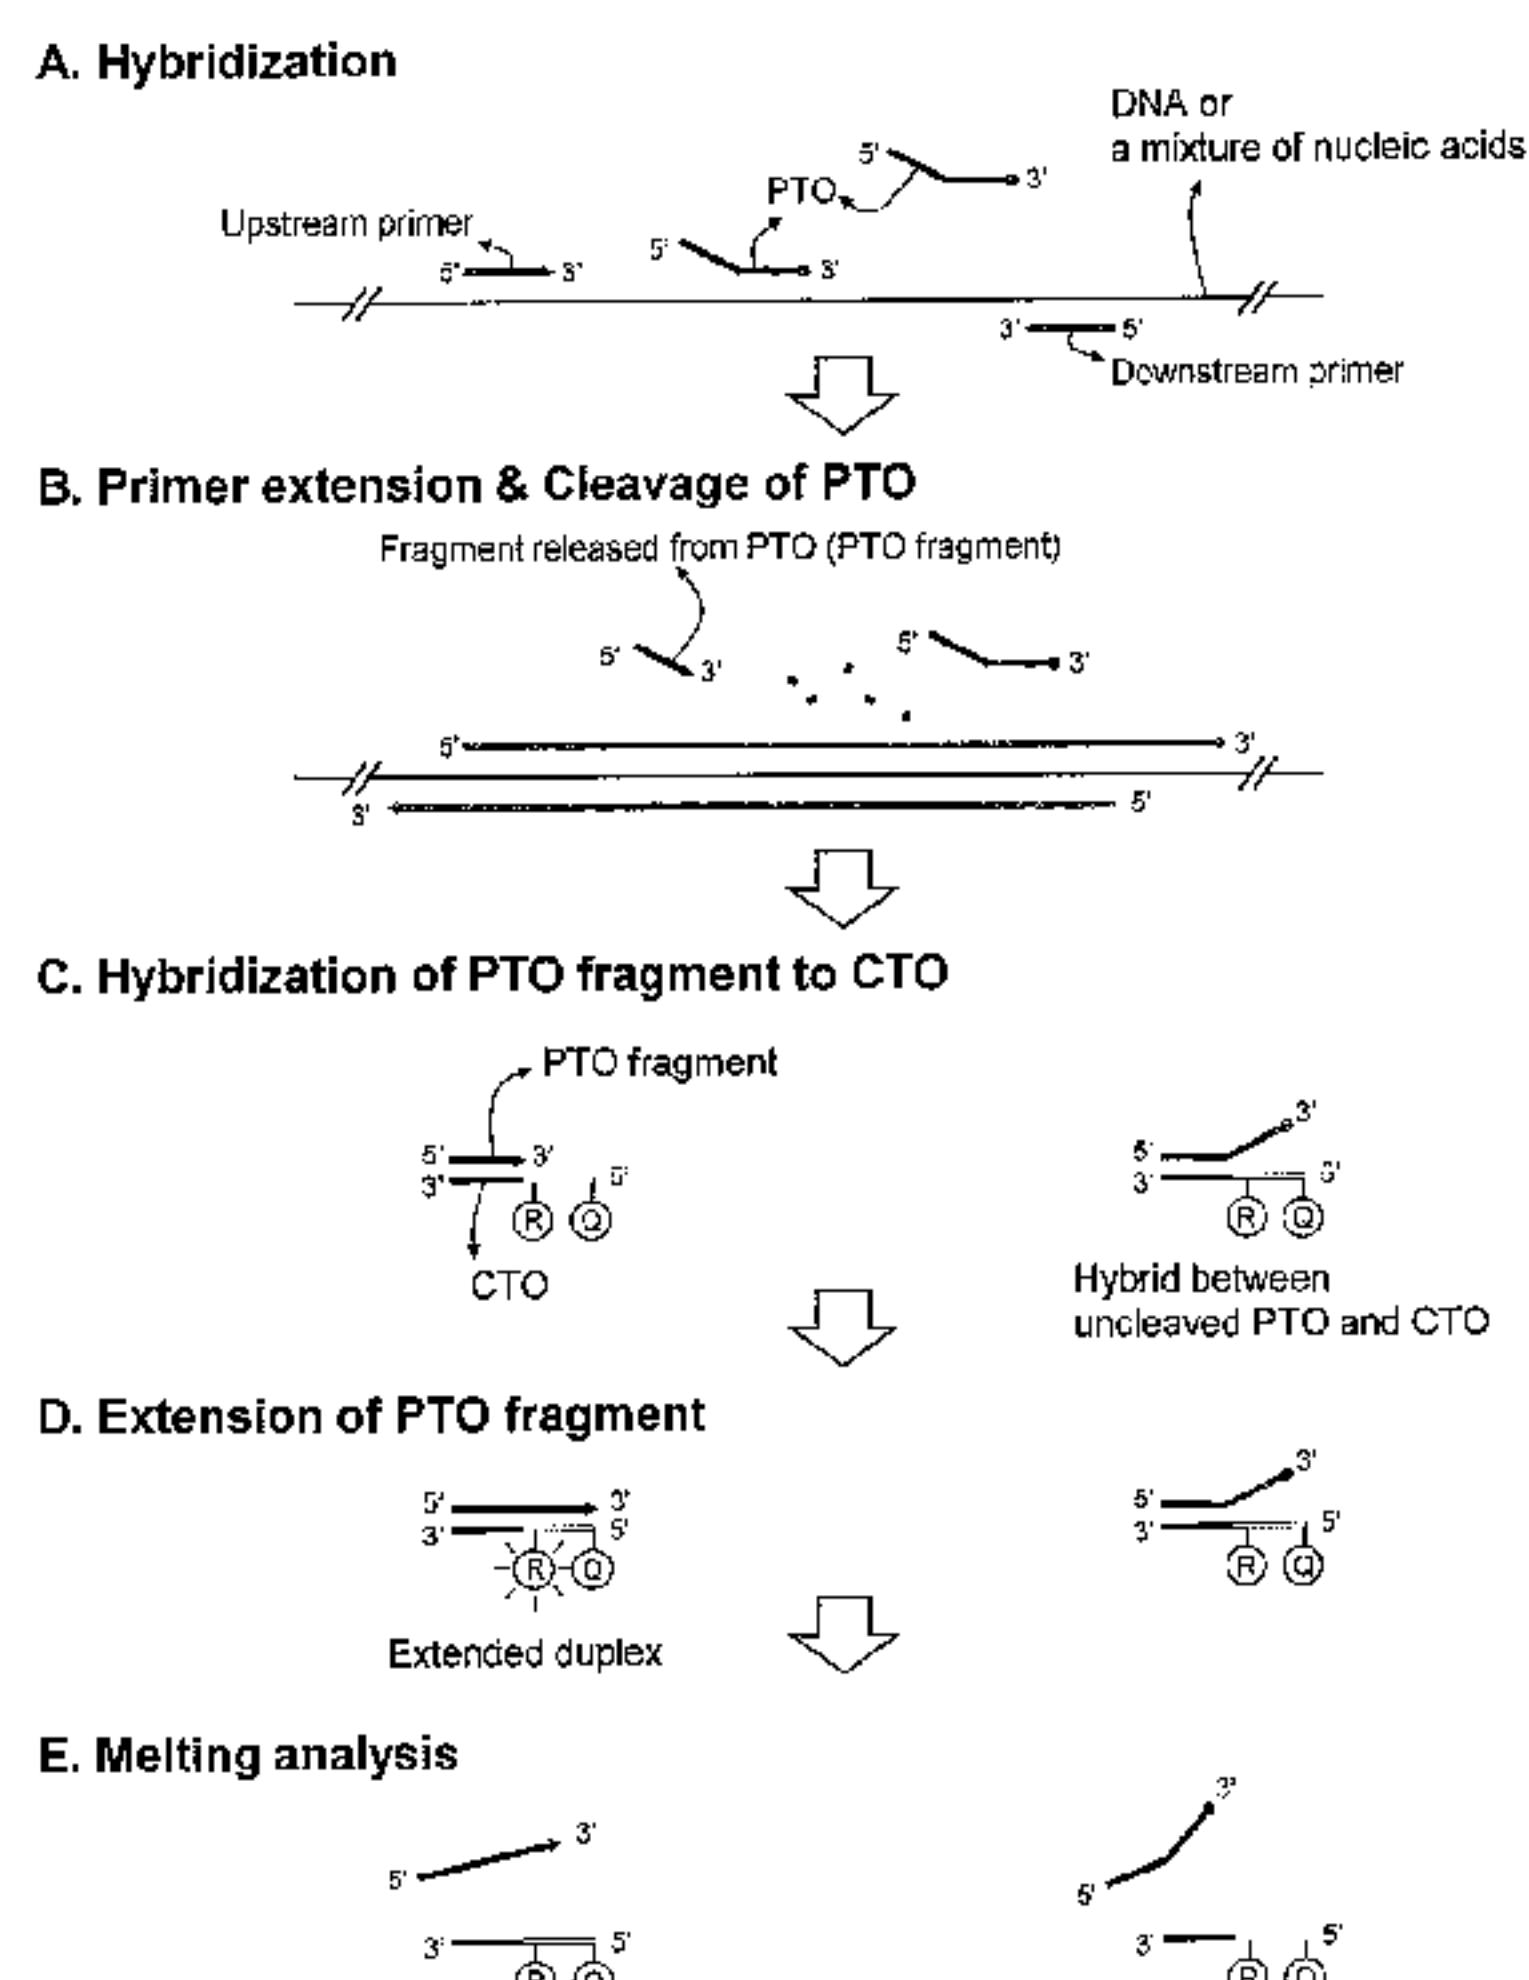 A. Hybridization
DNA or
a mixture of nucleic acids
5' 3'
PTO
Upstream primer
5' 3'
5' 3'
3' 5'
Downstream primer
B. Primer extension & Cleavage of PTO
Fragment released from PTO (PTO fragment)
5' 3'
5' 3'
5' 3'
3' 5'
C. Hybridization of PTO fragment to CTO
PTO fragment
5' 3'
3' 5'
R Q
CTO
3'
5'
3' 5'
R Q
Hybrid between
uncleaved PTO and CTO
D. Extension of PTO fragment
5' 3'
3' 5'
R Q
Extended duplex
3'
5'
3' 5'
R Q
E. Melting analysis
3'
5'
3' 5'
R Q
3'
5'
3' 5'
R Q